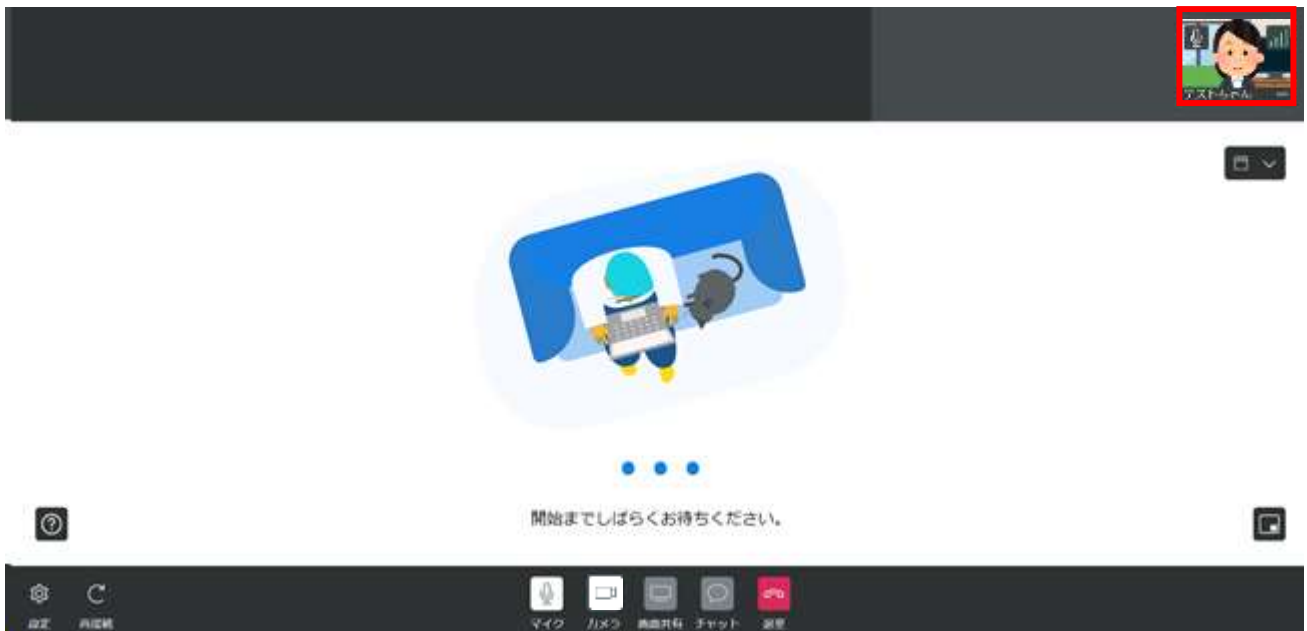 テストちゃん
開始までしばらくお待ちください。
設定
再接続
マイク
カメラ
画面共有
チャット
退室